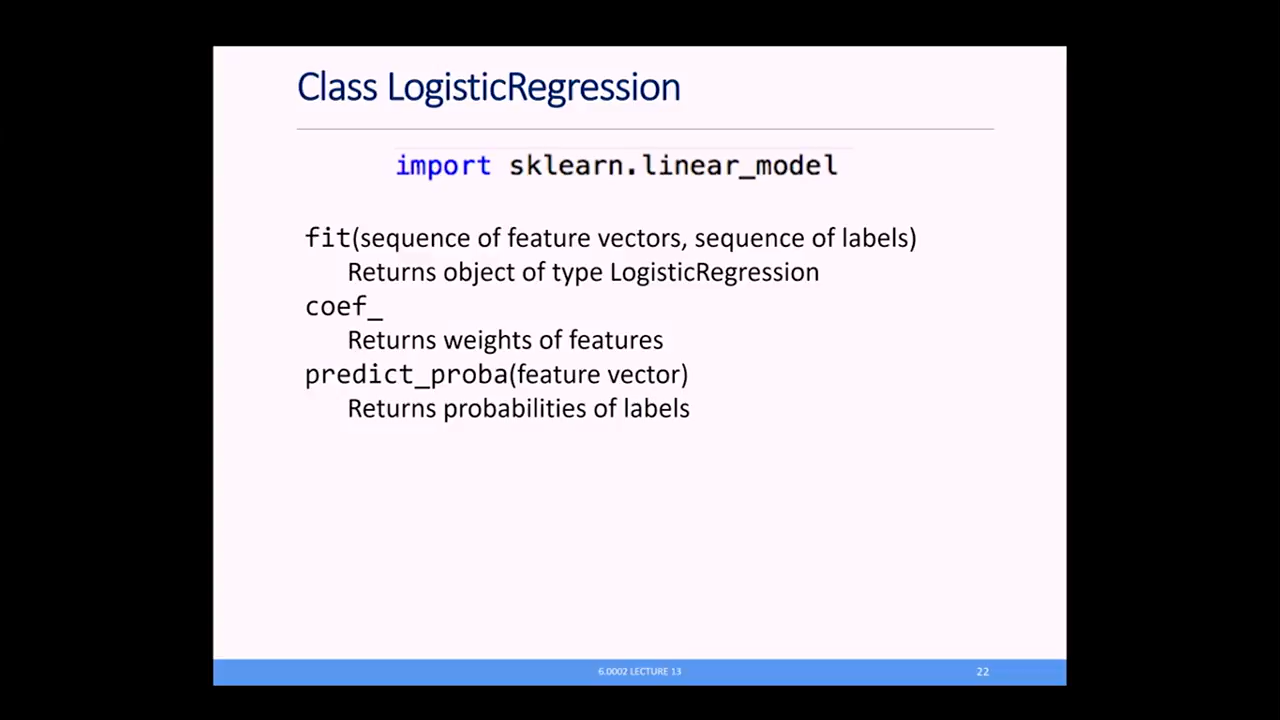 Class LogisticRegression
import sklearn.linear_model
fit(sequence of feature vectors, sequence of labels)
Returns object of type LogisticRegression
coef_
Returns weights of features
predict_proba(feature vector)
Returns probabilities of labels
6.0002 LECTURE 13
22